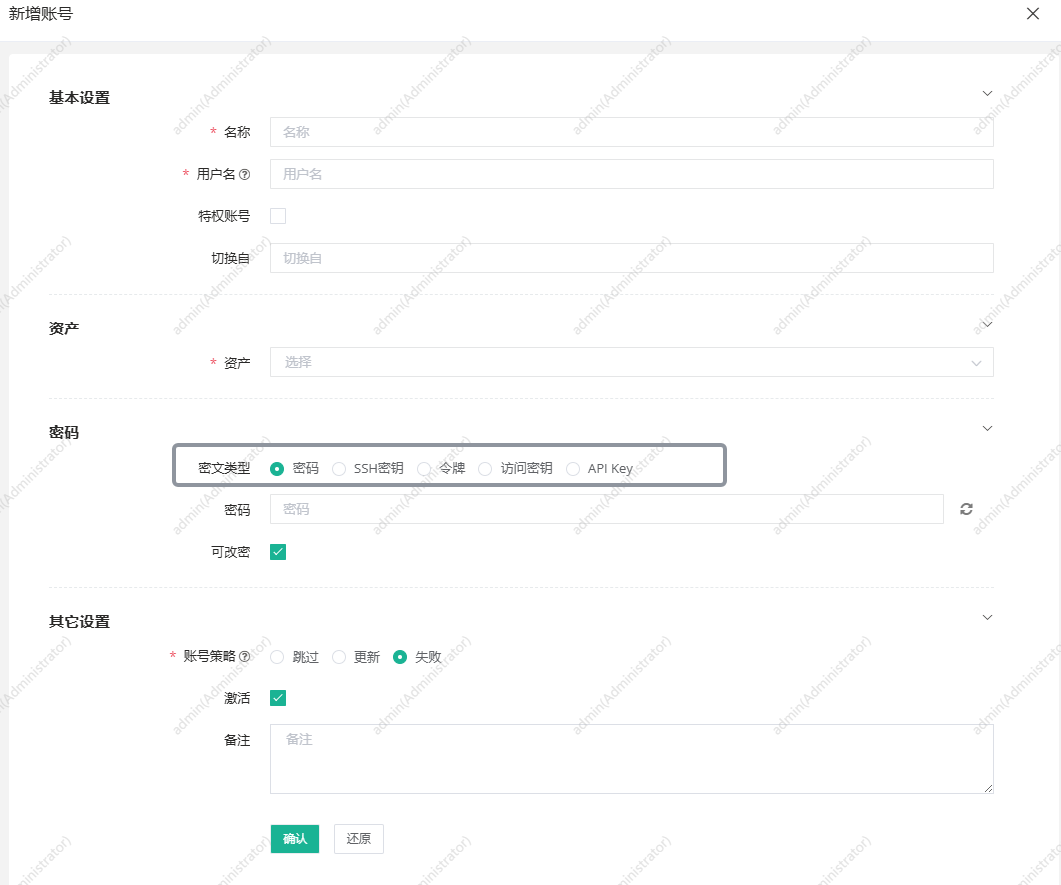 新增账号
基本设置
* 名称 名称
* 用户名 用户名
特权账号
切换自 切换自
资产
* 资产 选择
密码
密文类型 密码 SSH密钥 令牌 访问密钥 API Key
密码 密码
可改密
其它设置
* 账号策略 跳过 更新 失败
激活
备注 备注
确认 还原
admin(Administrator)